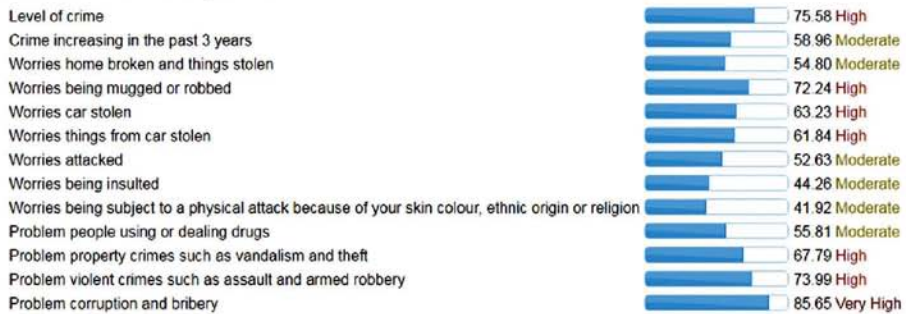 Level of crime 75.58 High
Crime increasing in the past 3 years 58.96 Moderate
Worries home broken and things stolen 54.80 Moderate
Worries being mugged or robbed 72.24 High
Worries car stolen 63.23 High
Worries things from car stolen 61.84 High
Worries attacked 52.63 Moderate
Worries being insulted 44.26 Moderate
Worries being subject to a physical attack because of your skin colour, ethnic origin or religion 41.92 Moderate
Problem people using or dealing drugs 55.81 Moderate
Problem property crimes such as vandalism and theft 67.79 High
Problem violent crimes such as assault and armed robbery 73.99 High
Problem corruption and bribery 85.65 Very High